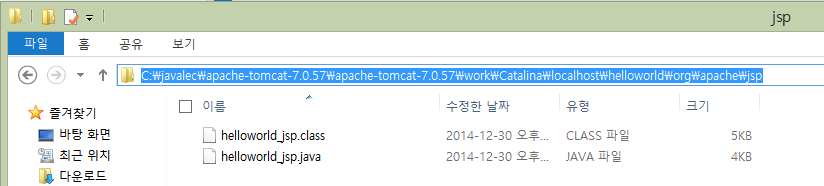 jsp
파일 홈 공유 보기
C:₩javalec₩apache-tomcat-7.0.57₩apache-tomcat-7.0.57₩work₩Catalina₩localhost₩helloworld₩org₩apache₩jsp
즐겨찾기 이름 수정한 날짜 유형 크기
바탕 화면 helloworld_jsp.class 2014-12-30 오후... CLASS 파일 5KB
최근 위치 helloworld_jsp.java 2014-12-30 오후... JAVA 파일 4KB
다운로드